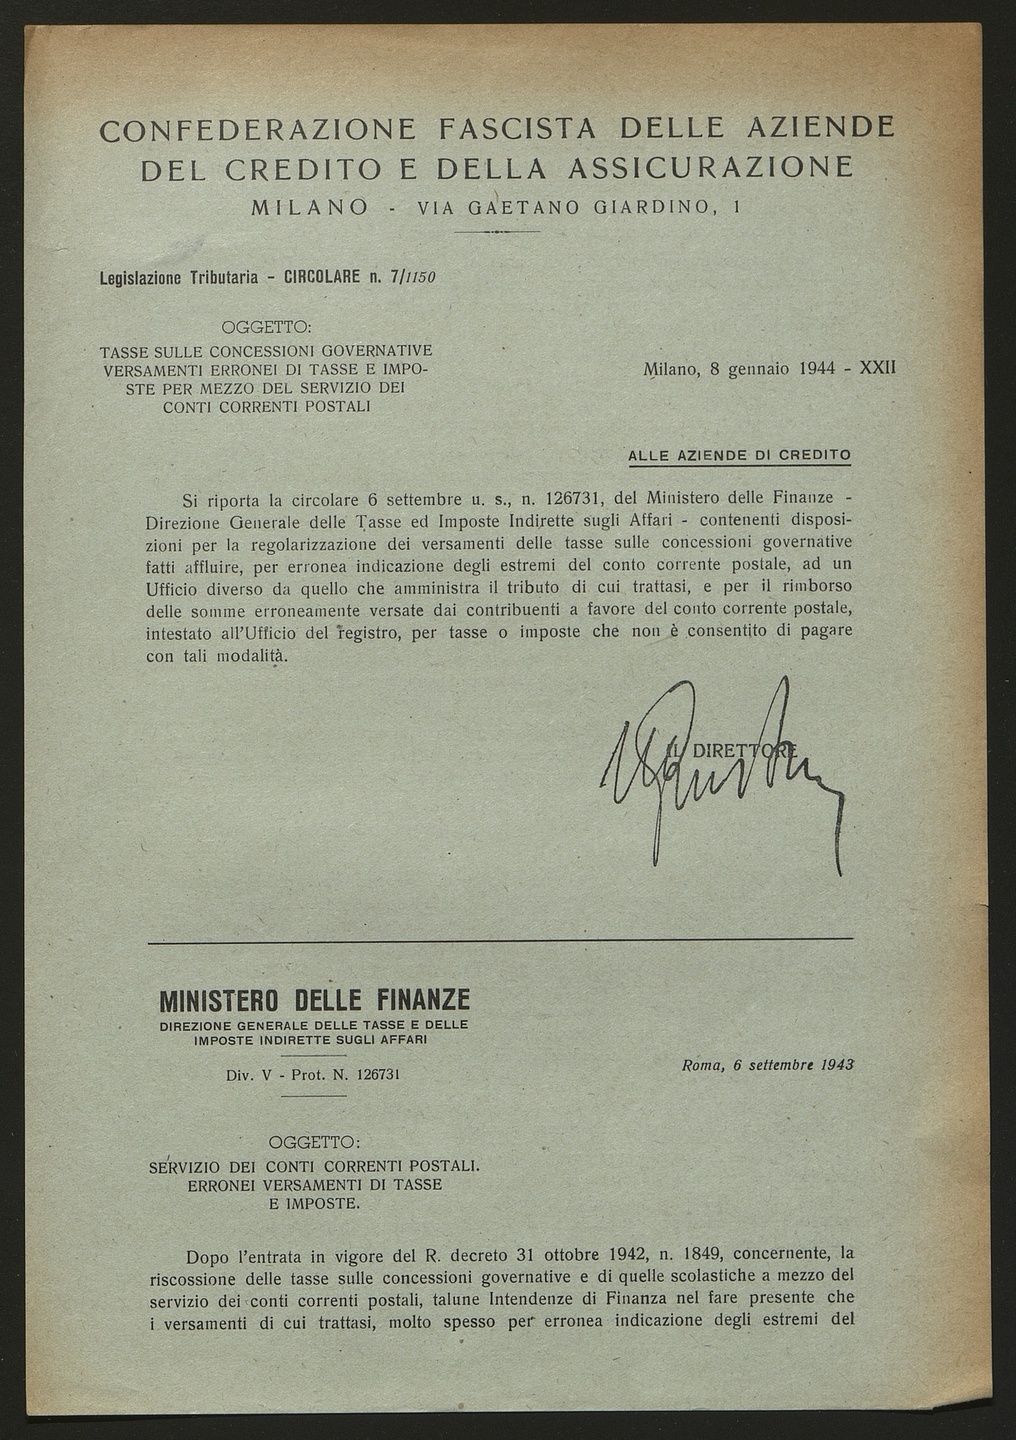 CONFEDERAZIONE FASCISTA DELLE AZIENDE
DEL CREDITO E DELLA ASSICURAZIONE
MILANO - VIA GAETANO GIARDINO, 1
Legislazione Tributaria - CIRCOLARE n. 7/1150
OGGETTO:
TASSE SULLE CONCESSIONI GOVERNATIVE
VERSAMENTI ERRONEI DI TASSE E IMPO-
STE PER MEZZO DEL SERVIZIO DEI
CONTI CORRENTI POSTALI
Milano, 8 gennaio 1944 - XXII
ALLE AZIENDE DI CREDITO
Si riporta la circolare 6 settembre u. s., n. 126731, del Ministero delle Finanze -
Direzione Generale delle Tasse ed Imposte Indirette sugli Affari - contenenti disposi-
zioni per la regolarizzazione dei versamenti delle tasse sulle concessioni governative
fatti affluire, per erronea indicazione degli estremi del conto corrente postale, ad un
Ufficio diverso da quello che amministra il tributo di cui trattasi, e per il rimborso
delle somme erroneamente versate dai contribuenti a favore del conto corrente postale,
intestato all'Ufficio del registro, per tasse o imposte che non è consentito di pagare
con tali modalità.
IL DIRETTORE
MINISTERO DELLE FINANZE
DIREZIONE GENERALE DELLE TASSE E DELLE
IMPOSTE INDIRETTE SUGLI AFFARI
Div. V - Prot. N. 126731
Roma, 6 settembre 1943
OGGETTO:
SERVIZIO DEI CONTI CORRENTI POSTALI.
ERRONEI VERSAMENTI DI TASSE
E IMPOSTE.
Dopo l'entrata in vigore del R. decreto 31 ottobre 1942, n. 1849, concernente, la
riscossione delle tasse sulle concessioni governative e di quelle scolastiche a mezzo del
servizio dei conti correnti postali, talune Intendenze di Finanza nel fare presente che
i versamenti di cui trattasi, molto spesso per erronea indicazione degli estremi del